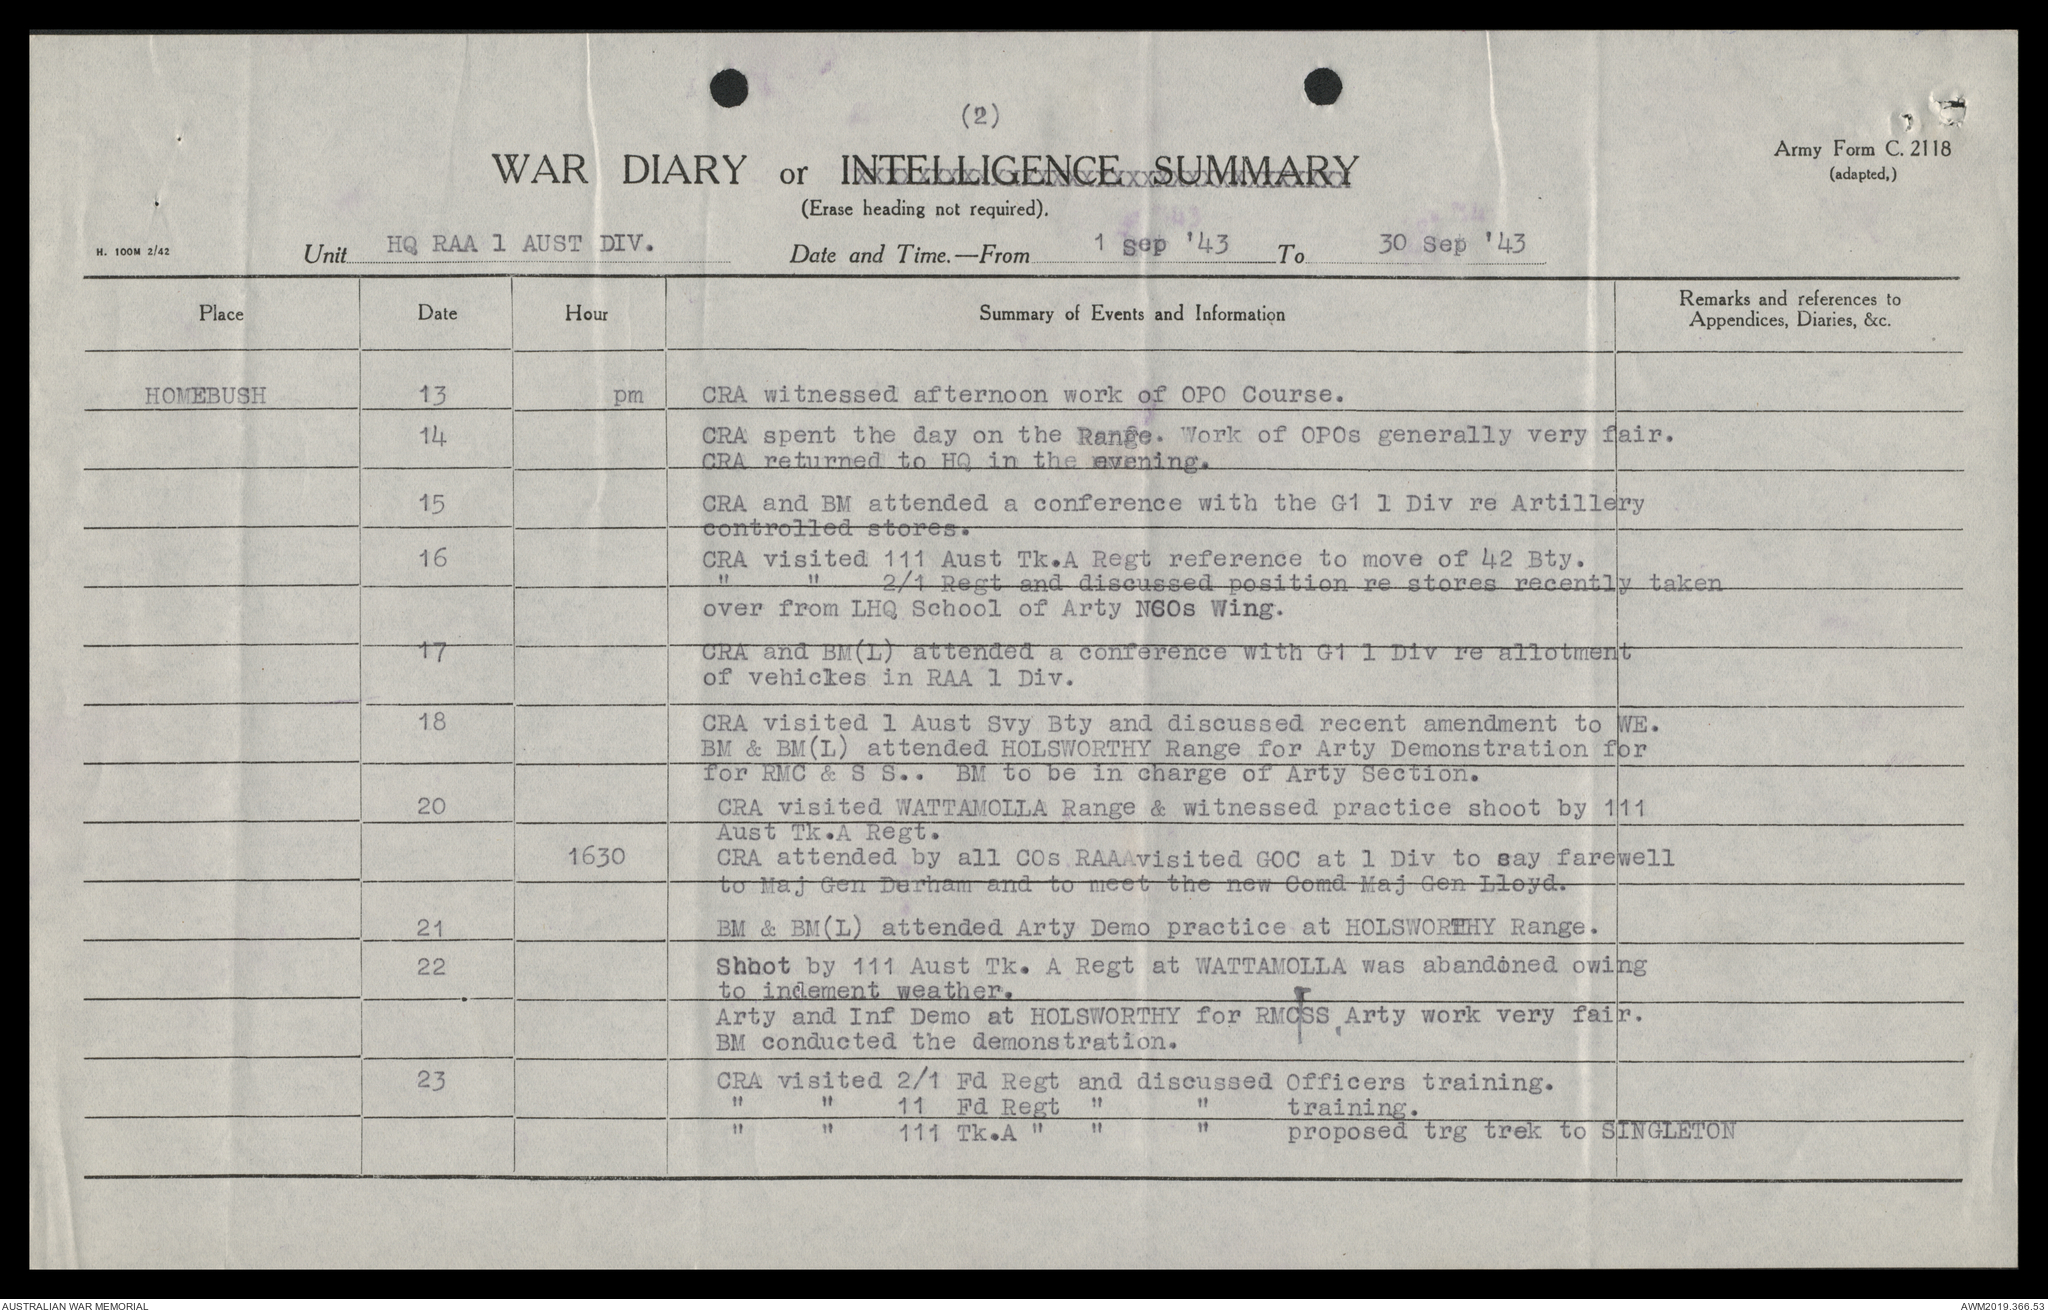 (2)
Army Form C. 2118
(adapted,)
WAR DIARY or INTELLIGENCE SUMMARY
(Erase heading not required).
H. 100M 2/42
Unit HQ RAA 1 AUST DIV. Date and Time.—From 1 Sep '43 To 30 Sep '43
Place Date Hour Summary of Events and Information Remarks and references to
Appendices, Diaries, &c.
HOMEBUSH 13 pm CRA witnessed afternoon work of OPO Course.
14 CRA spent the day on the Range. Work of OPOs generally very fair.
CRA returned to HQ in the evening.
15 CRA and BM attended a conference with the G1 1 Div re Artillery
controlled stores.
16 CRA visited 111 Aust Tk.A Regt reference to move of 42 Bty.
" " 2/1 Regt and discussed position re stores recently taken
over from LHQ School of Arty NCOs Wing.
17 CRA and BM(L) attended a conference with G1 1 Div re allotment
of vehicles in RAA 1 Div.
18 CRA visited 1 Aust Svy Bty and discussed recent amendment to WE.
BM & BM(L) attended HOLSWORTHY Range for Arty Demonstration for
for RMC & S S.. BM to be in charge of Arty Section.
20 CRA visited WATTAMOLLA Range & witnessed practice shoot by 111
Aust Tk.A Regt.
1630 CRA attended by all COs RAA visited GOC at 1 Div to say farewell
to Maj Gen Derham and to meet the new Comd Maj Gen Lloyd.
21 BM & BM(L) attended Arty Demo practice at HOLSWORTHY Range.
22 Shoot by 111 Aust Tk. A Regt at WATTAMOLLA was abandoned owing
to indement weather.
Arty and Inf Demo at HOLSWORTHY for RMCSS, Arty work very fair.
BM conducted the demonstration.
23 CRA visited 2/1 Fd Regt and discussed Officers training.
" " 11 Fd Regt " " training.
" " 111 Tk.A " " " proposed trg trek to SINGLETON
AUSTRALIAN WAR MEMORIAL
AWM2019.366.53